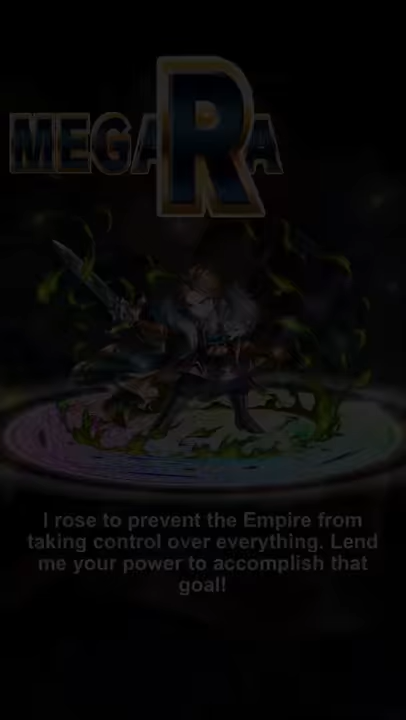 MEGARA
I rose to prevent the Empire from
taking control over everything. Lend
me your power to accomplish that
goal!